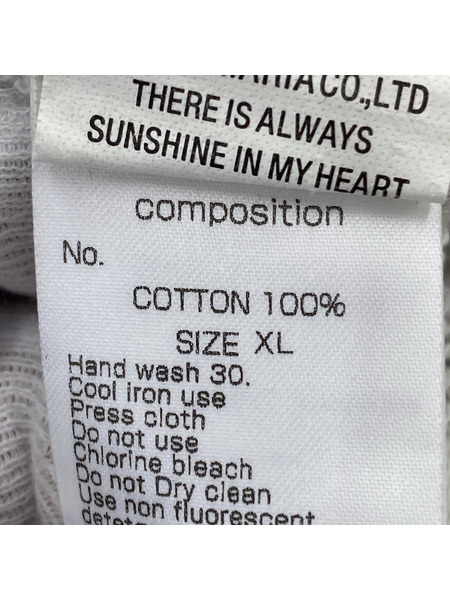 MARIA CO.,LTD
THERE IS ALWAYS
SUNSHINE IN MY HEART
composition
No.
COTTON 100%
SIZE XL
Hand wash 30.
Cool iron use
Press cloth
Do not use
Chlorine bleach
Do not Dry clean
Use non fluorescent